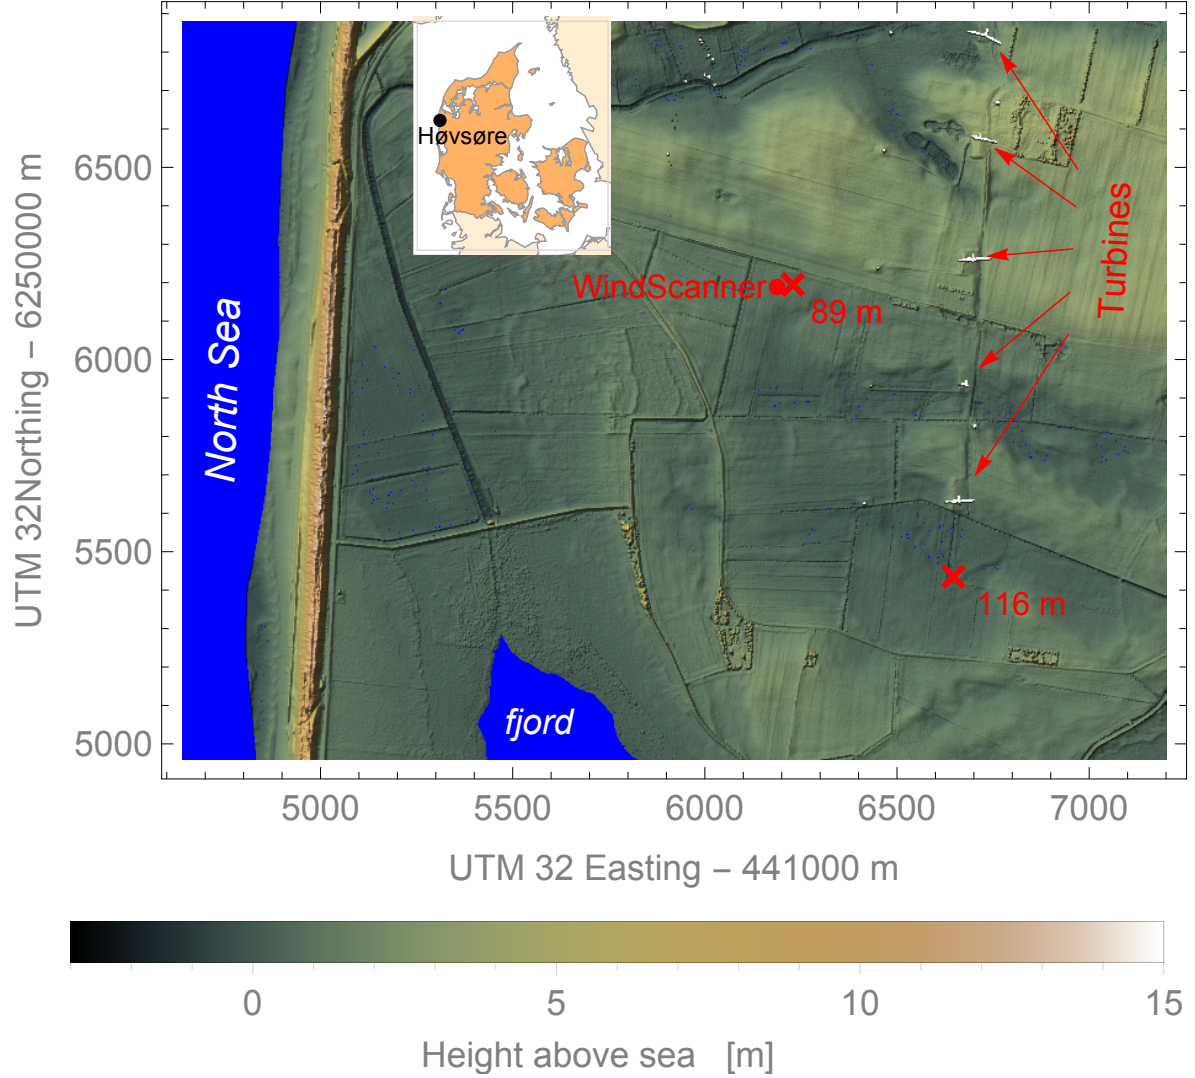 Høvsøre
6500
6000
5500
5000
UTM 32Northing – 6250000 m
North Sea
WindScanner
89 m
Turbines
116 m
fjord
5000 5500 6000 6500 7000
UTM 32 Easting – 441000 m
0 5 10 15
Height above sea [m]